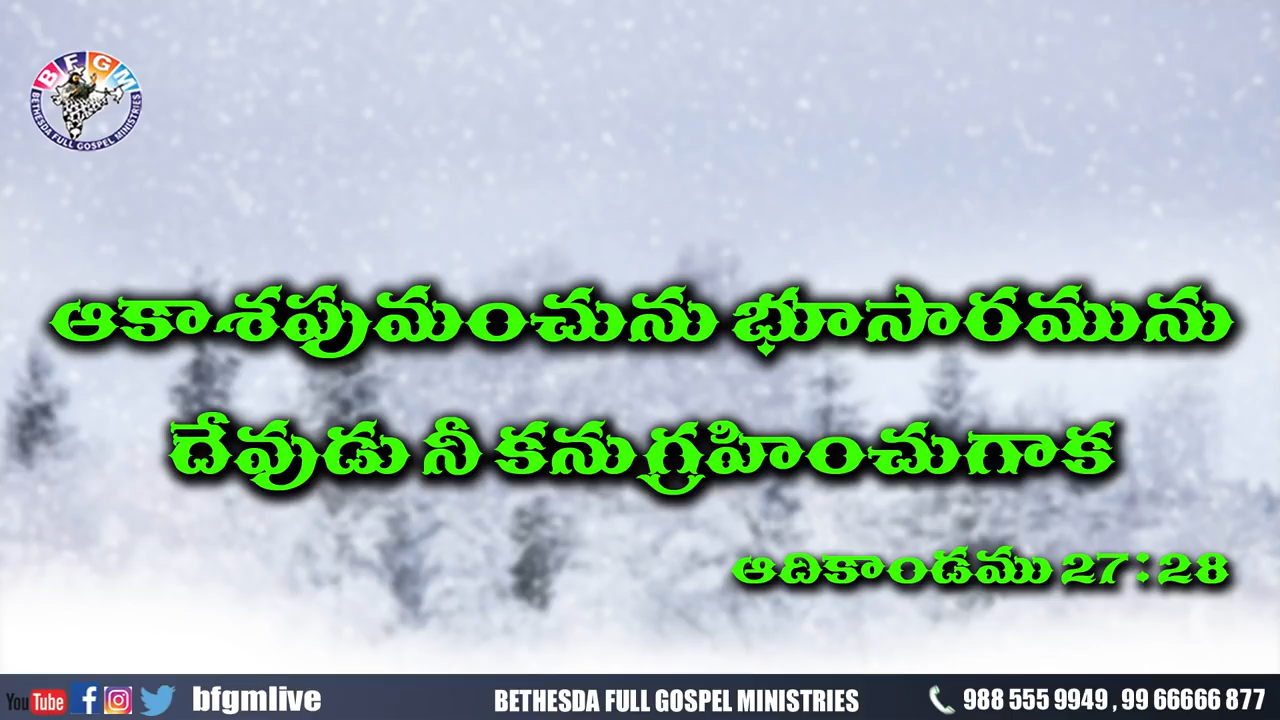 BFGM
BETHESDA FULL GOSPEL MINISTRIES
ఆకాశపుమంచును భూసారమును
దేవుడు నీ కనుగ్రహించుగాక
ఆదికాండము 27:28
YouTube bfgmlive BETHESDA FULL GOSPEL MINISTRIES 988 555 9949 , 99 66666 877